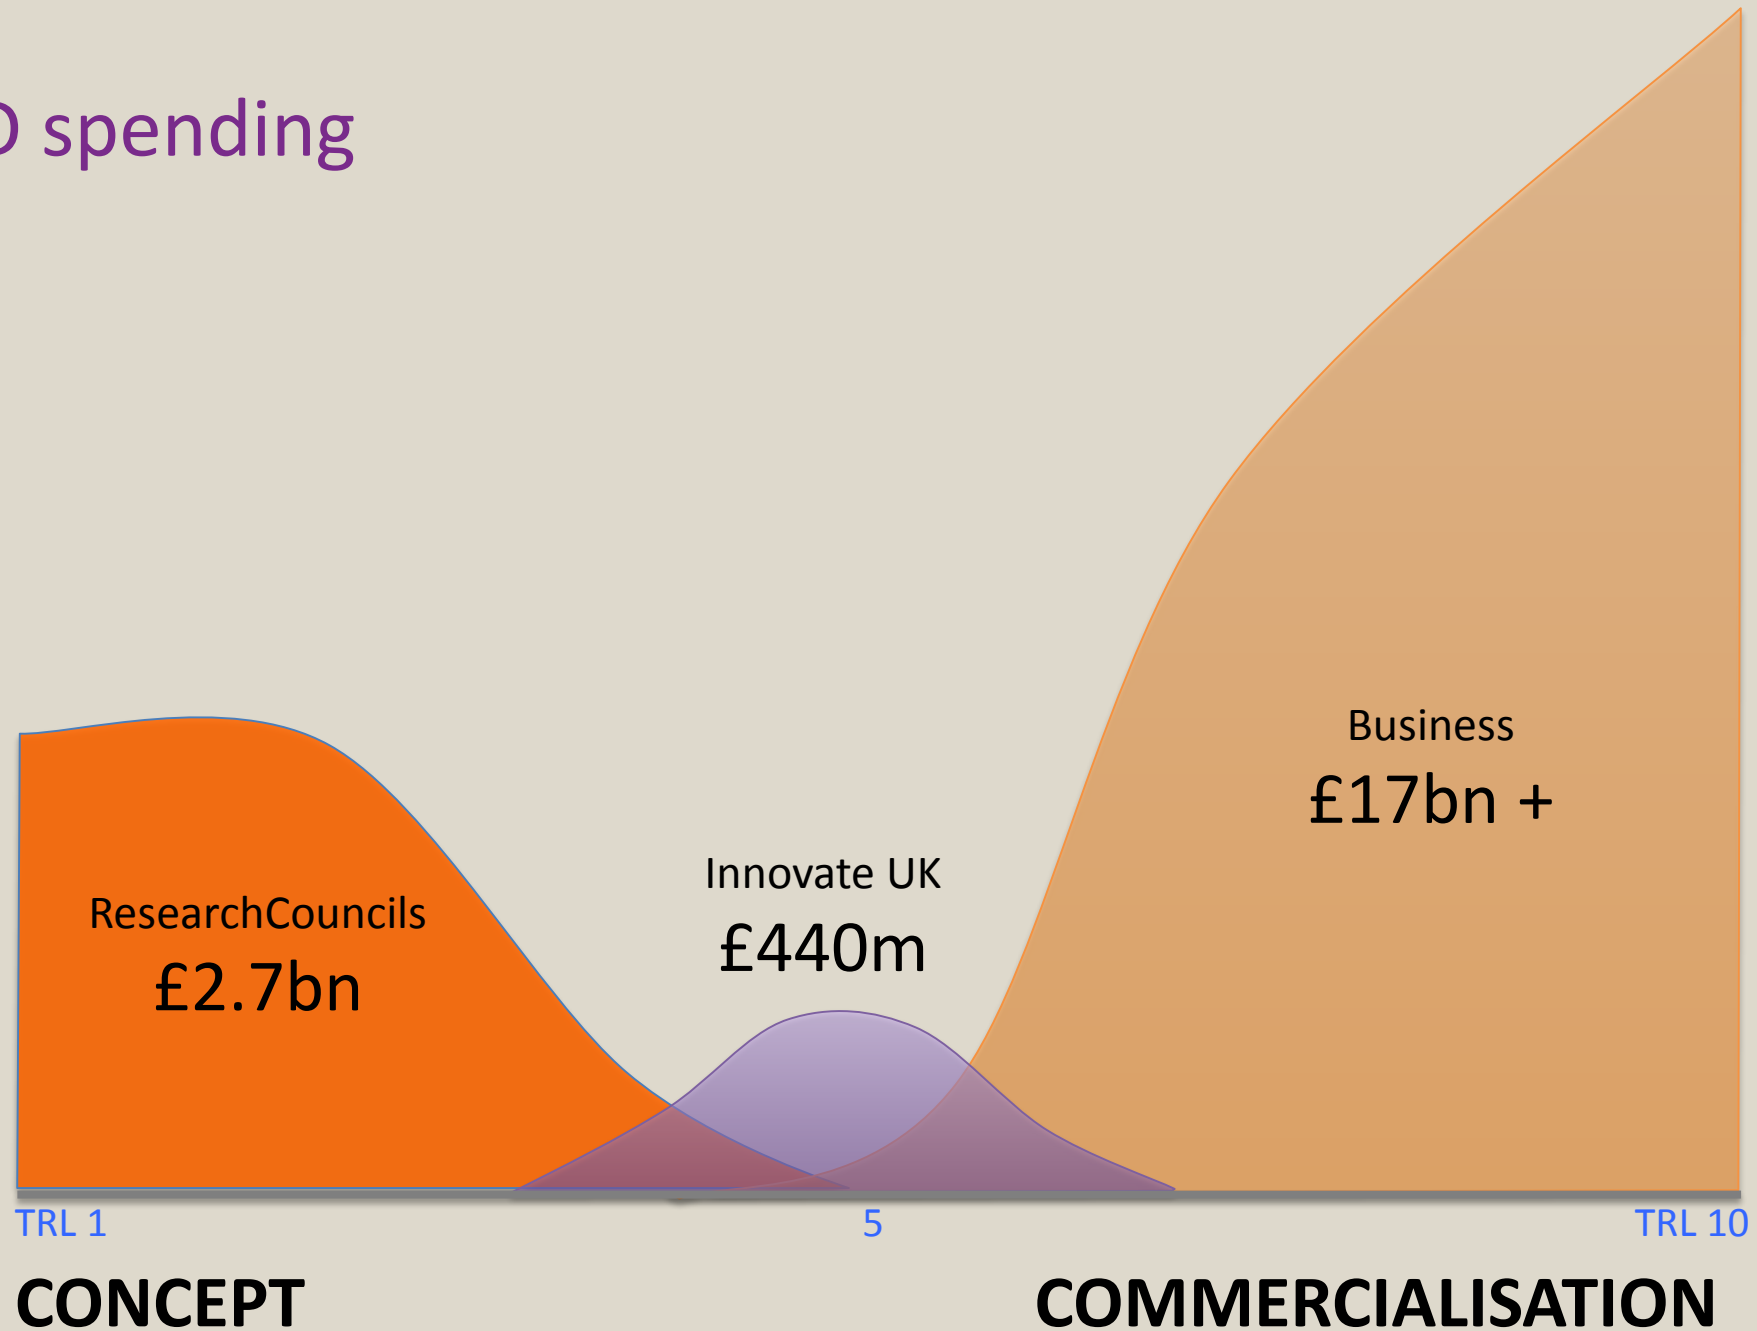 D spending
Business
£17bn +
Innovate UK
£440m
ResearchCouncils
£2.7bn
TRL 1
5
TRL 10
CONCEPT
COMMERCIALISATION